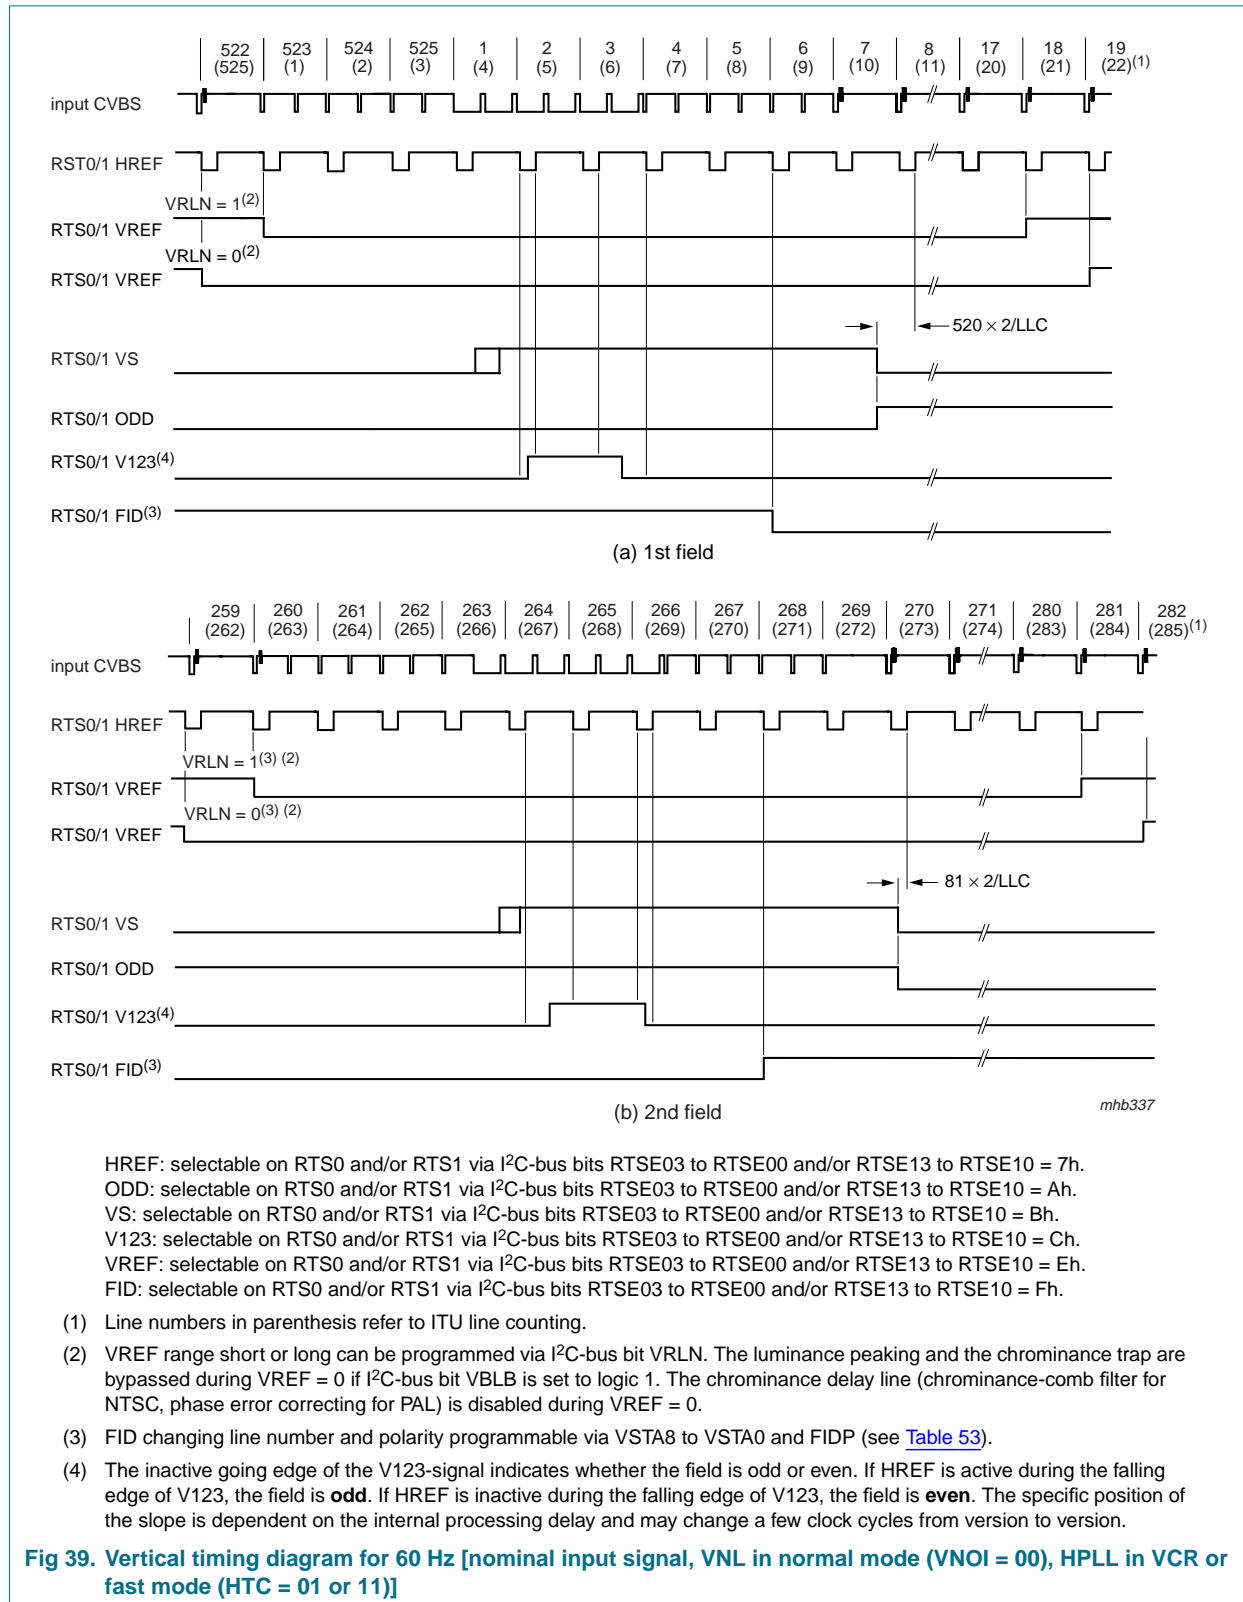 522 523 524 525 1 2 3 4 5 6 7 8 17 18 19
(525) (1) (2) (3) (4) (5) (6) (7) (8) (9) (10) (11) (20) (21) (22)(1)
input CVBS
RST0/1 HREF
VRLN = 1(2)
RTS0/1 VREF
VRLN = 0(2)
RTS0/1 VREF
520 × 2/LLC
RTS0/1 VS
RTS0/1 ODD
RTS0/1 V123(4)
RTS0/1 FID(3)
(a) 1st field
259 260 261 262 263 264 265 266 267 268 269 270 271 280 281 282
(262) (263) (264) (265) (266) (267) (268) (269) (270) (271) (272) (273) (274) (283) (284) (285)(1)
input CVBS
RTS0/1 HREF
VRLN = 1(3) (2)
RTS0/1 VREF
VRLN = 0(3) (2)
RTS0/1 VREF
81 × 2/LLC
RTS0/1 VS
RTS0/1 ODD
RTS0/1 V123(4)
RTS0/1 FID(3)
(b) 2nd field
mhb337
HREF: selectable on RTS0 and/or RTS1 via I2C-bus bits RTSE03 to RTSE00 and/or RTSE13 to RTSE10 = 7h.
ODD: selectable on RTS0 and/or RTS1 via I2C-bus bits RTSE03 to RTSE00 and/or RTSE13 to RTSE10 = Ah.
VS: selectable on RTS0 and/or RTS1 via I2C-bus bits RTSE03 to RTSE00 and/or RTSE13 to RTSE10 = Bh.
V123: selectable on RTS0 and/or RTS1 via I2C-bus bits RTSE03 to RTSE00 and/or RTSE13 to RTSE10 = Ch.
VREF: selectable on RTS0 and/or RTS1 via I2C-bus bits RTSE03 to RTSE00 and/or RTSE13 to RTSE10 = Eh.
FID: selectable on RTS0 and/or RTS1 via I2C-bus bits RTSE03 to RTSE00 and/or RTSE13 to RTSE10 = Fh.
(1) Line numbers in parenthesis refer to ITU line counting.
(2) VREF range short or long can be programmed via I2C-bus bit VRLN. The luminance peaking and the chrominance trap are
bypassed during VREF = 0 if I2C-bus bit VBLB is set to logic 1. The chrominance delay line (chrominance-comb filter for
NTSC, phase error correcting for PAL) is disabled during VREF = 0.
(3) FID changing line number and polarity programmable via VSTA8 to VSTA0 and FIDP (see Table 53).
(4) The inactive going edge of the V123-signal indicates whether the field is odd or even. If HREF is active during the falling
edge of V123, the field is odd. If HREF is inactive during the falling edge of V123, the field is even. The specific position of
the slope is dependent on the internal processing delay and may change a few clock cycles from version to version.
Fig 39. Vertical timing diagram for 60 Hz [nominal input signal, VNL in normal mode (VNOI = 00), HPLL in VCR or
fast mode (HTC = 01 or 11)]